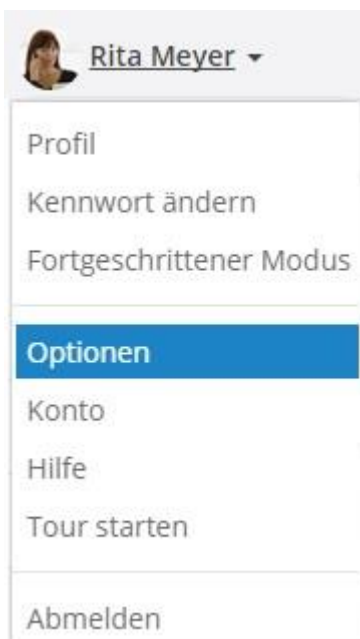 Rita Meyer
Profil
Kennwort ändern
Fortgeschrittener Modus
Optionen
Konto
Hilfe
Tour starten
Abmelden